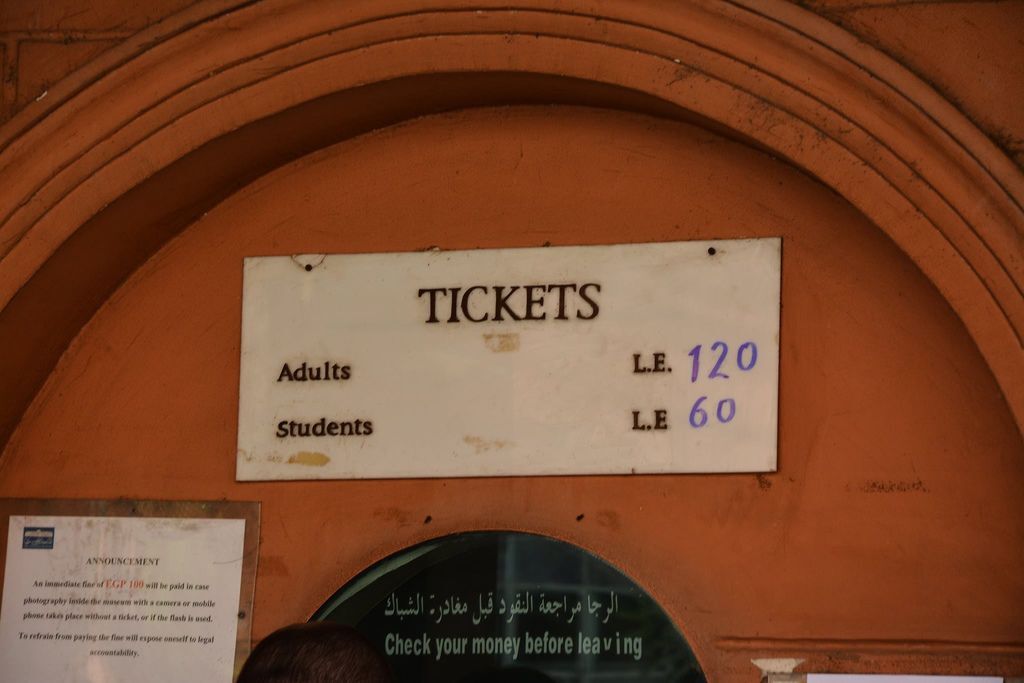 TICKETS
Adults L.E. 120
Students L.E 60
ANNOUNCEMENT
An immediate fine of EGP 100 will be paid in case
photography inside the museum with a camera or mobile
phone takes place without a ticket, or if the flash is used.
To refrain from paying the fine will expose oneself to legal
accountability.
الرجا مراجعة النقود قبل مغادرة الشباك
Check your money before leaving